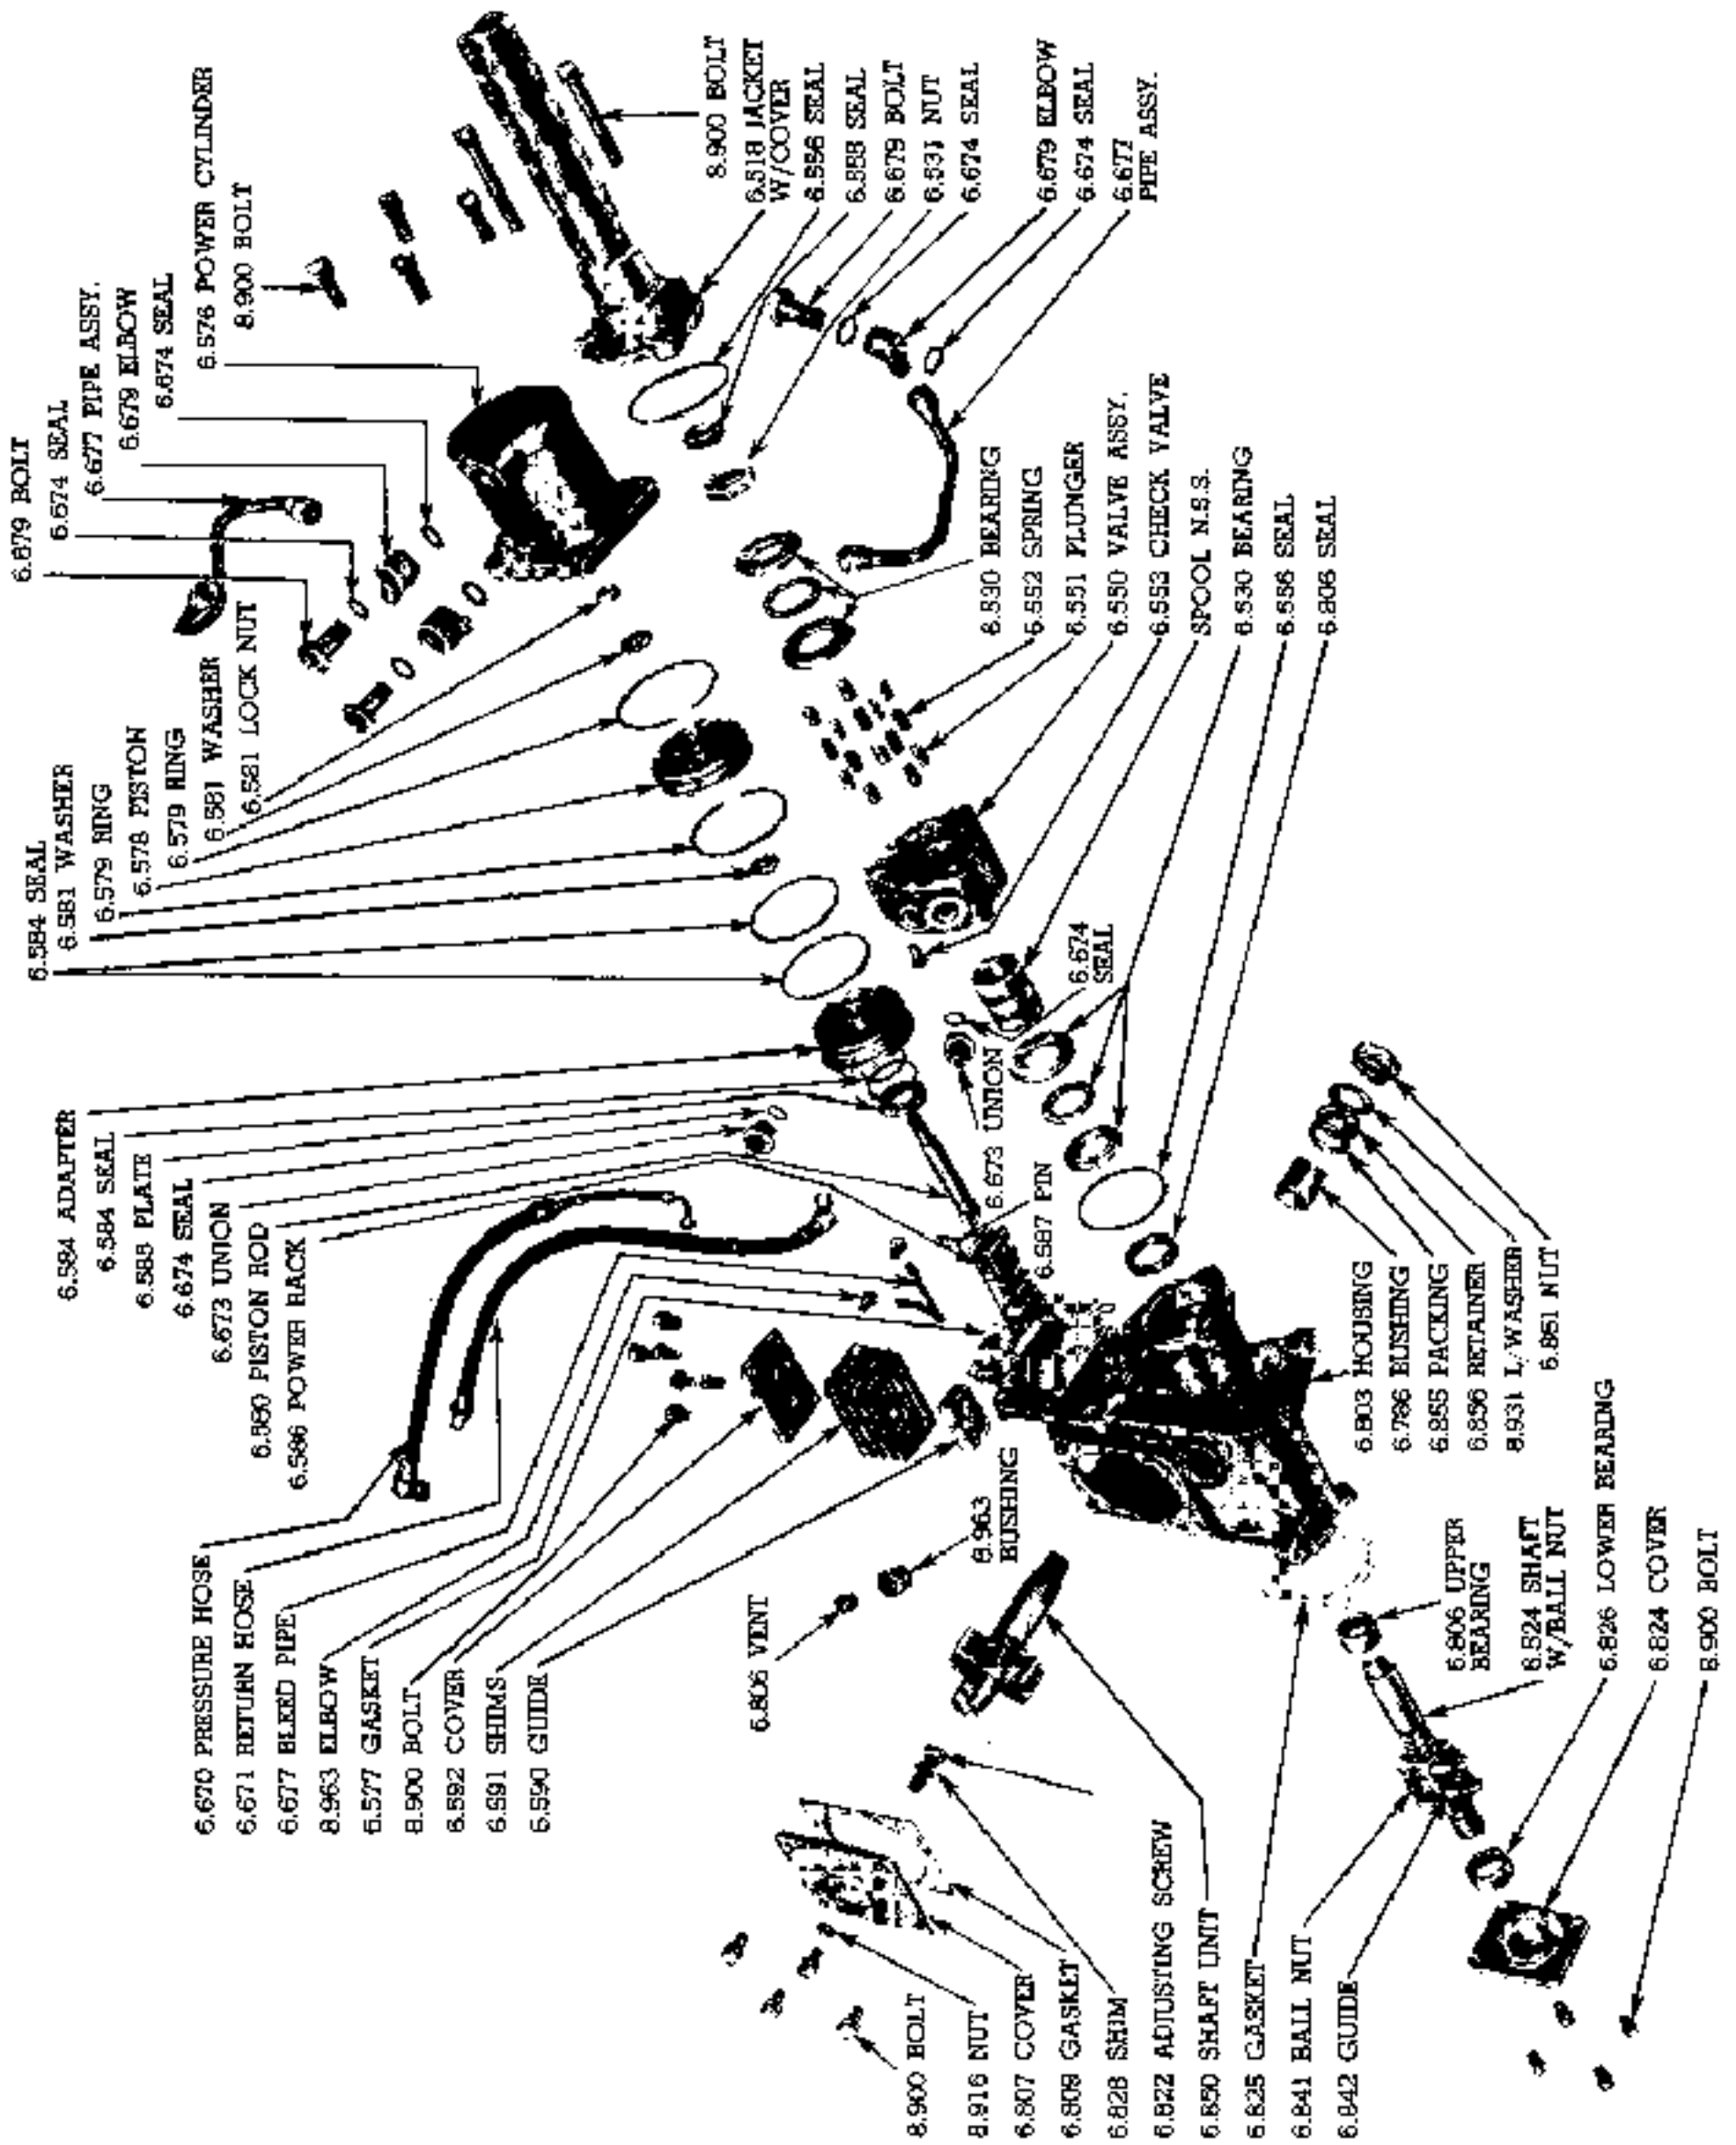 6.679 BOLT
6.674 SEAL
6.677 PIPE ASSY.
6.679 ELBOW
6.674 SEAL
6.576 POWER CYLINDER
8.900 BOLT
8.900 BOLT
6.518 JACKET
W/COVER
6.556 SEAL
6.558 SEAL
6.679 BOLT
6.531 NUT
6.674 SEAL
6.679 ELBOW
6.674 SEAL
6.677
PIPE ASSY.
6.584 SEAL
6.581 WASHER
6.579 RING
6.578 PISTON
6.579 RING
6.581 WASHER
6.581 LOCK NUT
6.530 BEARING
6.552 SPRING
6.551 PLUNGER
6.550 VALVE ASSY.
6.553 CHECK VALVE
SPOOL N.S.S.
6.530 BEARING
6.556 SEAL
6.806 SEAL
6.584 ADAPTER
6.584 SEAL
6.585 PLATE
6.674 SEAL
6.673 UNION
6.580 PISTON ROD
6.586 POWER RACK
6.674
SEAL
6.673 UNION
6.587 PIN
6.803 HOUSING
6.786 BUSHING
6.855 PACKING
6.856 RETAINER
8.931 L/WASHER
6.861 NUT
6.670 PRESSURE HOSE
6.671 RETURN HOSE
6.677 BLEED PIPE
8.963 ELBOW
6.577 GASKET
8.900 BOLT
6.592 COVER
6.591 SHIMS
6.590 GUIDE
6.806 VENT
8.963
BUSHING
6.806 UPPER
BEARING
6.824 SHAFT
W/BALL NUT
6.826 LOWER BEARING
6.824 COVER
8.900 BOLT
8.900 BOLT
8.916 NUT
6.807 COVER
6.809 GASKET
6.828 SHIM
6.822 ADJUSTING SCREW
6.850 SHAFT UNIT
6.825 GASKET
6.841 BALL NUT
6.842 GUIDE